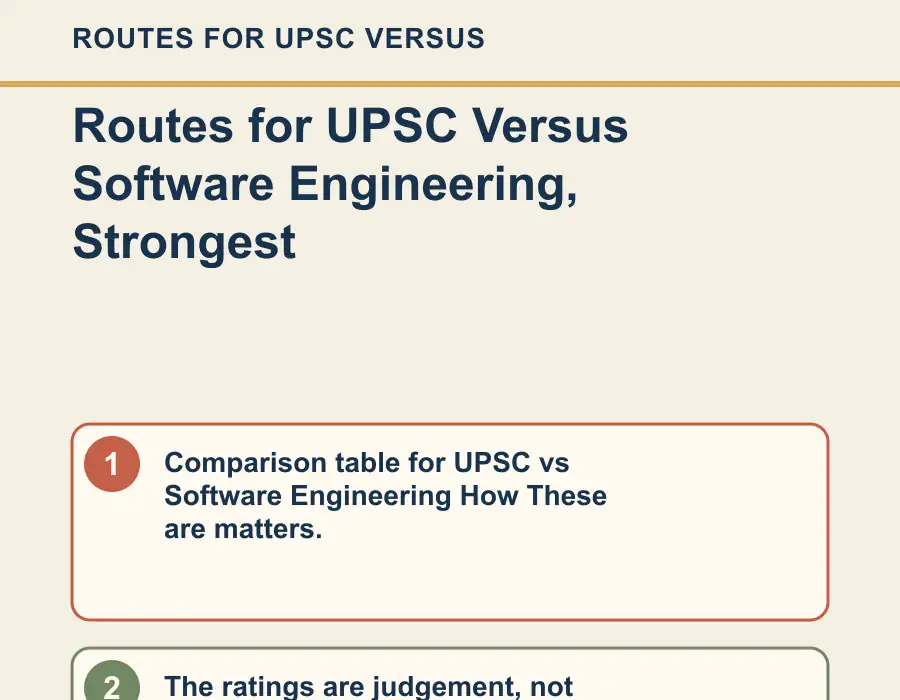 ROUTES FOR UPSC VERSUS
Routes for UPSC Versus
Software Engineering,
Strongest
1
Comparison table for UPSC vs
Software Engineering How These
are matters.
2
The ratings are judgement, not